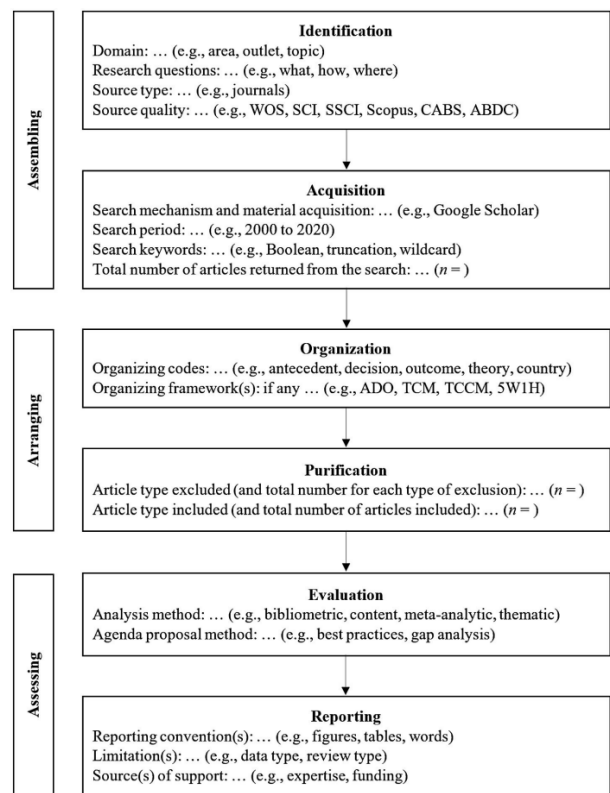 Assembling
Identification
Domain: … (e.g., area, outlet, topic)
Research questions: … (e.g., what, how, where)
Source type: … (e.g., journals)
Source quality: … (e.g., WOS, SCI, SSCI, Scopus, CABS, ABDC)
Acquisition
Search mechanism and material acquisition: … (e.g., Google Scholar)
Search period: … (e.g., 2000 to 2020)
Search keywords: … (e.g., Boolean, truncation, wildcard)
Total number of articles returned from the search: … (n = )
Arranging
Organization
Organizing codes: … (e.g., antecedent, decision, outcome, theory, country)
Organizing framework(s): if any … (e.g., ADO, TCM, TCCM, 5W1H)
Purification
Article type excluded (and total number for each type of exclusion): … (n = )
Article type included (and total number of articles included): … (n = )
Assessing
Evaluation
Analysis method: … (e.g., bibliometric, content, meta-analytic, thematic)
Agenda proposal method: … (e.g., best practices, gap analysis)
Reporting
Reporting convention(s): … (e.g., figures, tables, words)
Limitation(s): … (e.g., data type, review type)
Source(s) of support: … (e.g., expertise, funding)